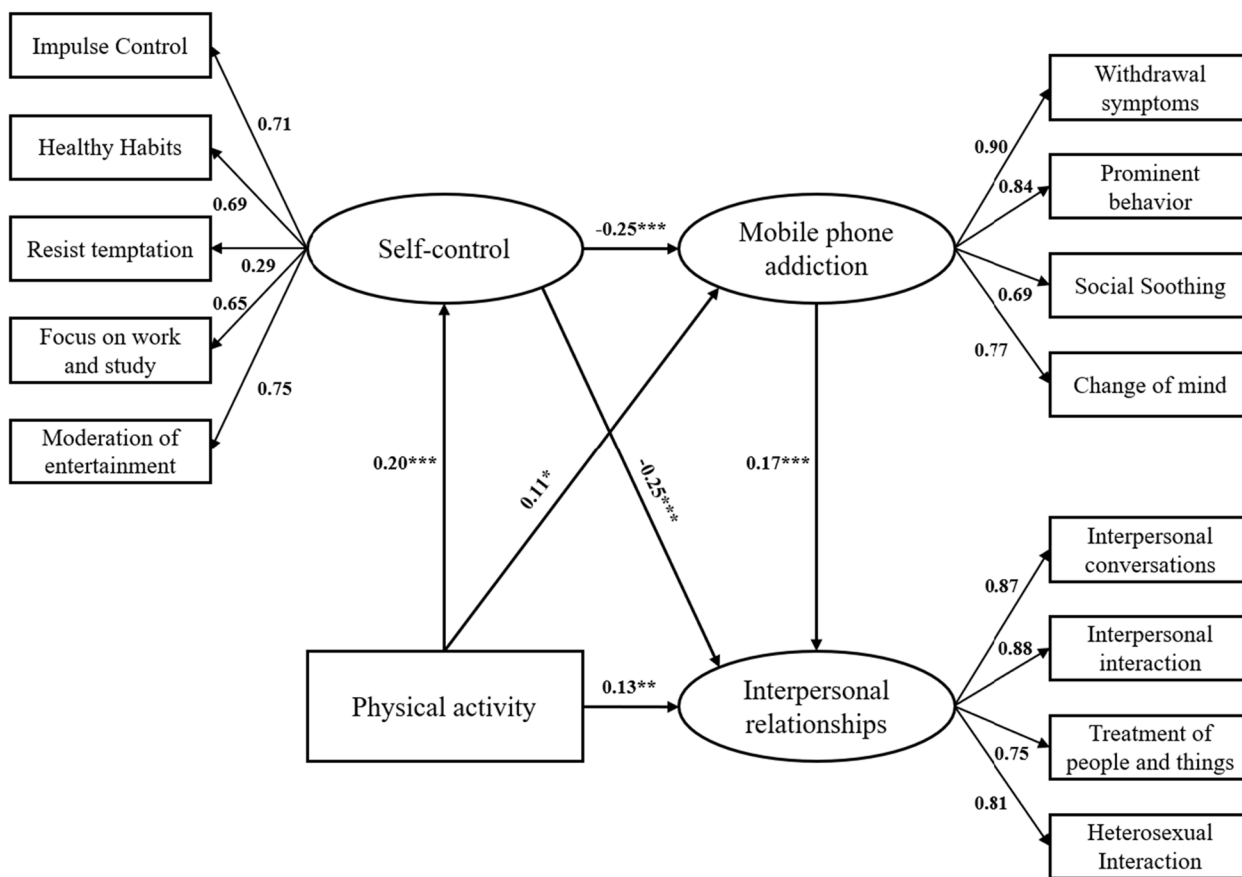 Impulse Control
0.71
Healthy Habits
0.69
Resist temptation
0.29
0.65
Focus on work
and study
0.75
Moderation of
entertainment
Self-control
-0.25***
Mobile phone
addiction
0.90
Withdrawal
symptoms
0.84
Prominent
behavior
0.69
Social Soothing
0.77
Change of mind
0.20***
0.11*
-0.25***
0.17***
Physical activity
0.13**
Interpersonal
relationships
0.87
Interpersonal
conversations
0.88
Interpersonal
interaction
0.75
Treatment of
people and things
0.81
Heterosexual
Interaction